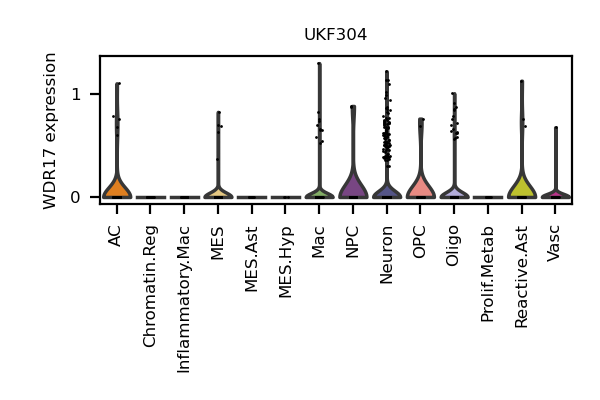 UKF304
WDR17 expression
1
0
AC
Chromatin.Reg
Inflammatory.Mac
MES
MES.Ast
MES.Hyp
Mac
NPC
Neuron
OPC
Oligo
Prolif.Metab
Reactive.Ast
Vasc